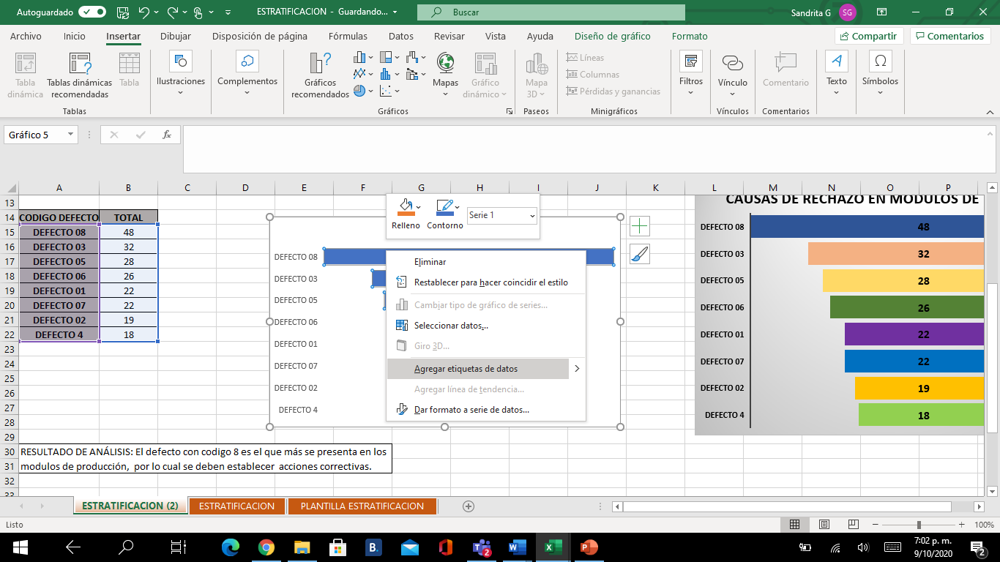 Autoguardado
ESTRATIFICACION - Guardando...
Buscar
Sandrita G
SG
Archivo Inicio Insertar Dibujar Disposición de página Fórmulas Datos Revisar Vista Ayuda Diseño de gráfico Formato
Compartir
Comentarios
Tabla dinámica
Tablas dinámicas recomendadas
Tabla
Tablas
Ilustraciones
Complementos
Gráficos recomendados
Mapas
Gráfico dinámico
Gráficos
Mapa 3D
Paseos
Líneas
Columnas
Pérdidas y ganancias
Minigráficos
Filtros
Vínculo
Vínculos
Comentario
Comentarios
Texto
Símbolos
Gráfico 5
fx
A B C D E F G H I J K L M N O P
13
14 CODIGO DEFECTO TOTAL
15 DEFECTO 08 48
16 DEFECTO 03 32
17 DEFECTO 05 28
18 DEFECTO 06 26
19 DEFECTO 01 22
20 DEFECTO 07 22
21 DEFECTO 02 19
22 DEFECTO 4 18
23
24
25
26
27
28
29
30 RESULTADO DE ANÁLISIS: El defecto con codigo 8 es el que más se presenta en los
31 modulos de producción, por lo cual se deben establecer acciones correctivas.
32
33
Relleno
Contorno
Serie 1
DEFECTO 08
DEFECTO 03
DEFECTO 05
DEFECTO 06
DEFECTO 01
DEFECTO 07
DEFECTO 02
DEFECTO 4
Eliminar
Restablecer para hacer coincidir el estilo
Cambiar tipo de gráfico de series...
Seleccionar datos...
Giro 3D...
Agregar etiquetas de datos
Agregar línea de tendencia...
Dar formato a serie de datos...
CAUSAS DE RECHAZO EN MODULOS DE
DEFECTO 08 48
DEFECTO 03 32
DEFECTO 05 28
DEFECTO 06 26
DEFECTO 01 22
DEFECTO 07 22
DEFECTO 02 19
DEFECTO 4 18
ESTRATIFICACION (2) ESTRATIFICACION PLANTILLA ESTRATIFICACION
Listo
100%
B.
2
7:02 p. m.
9/10/2020
2